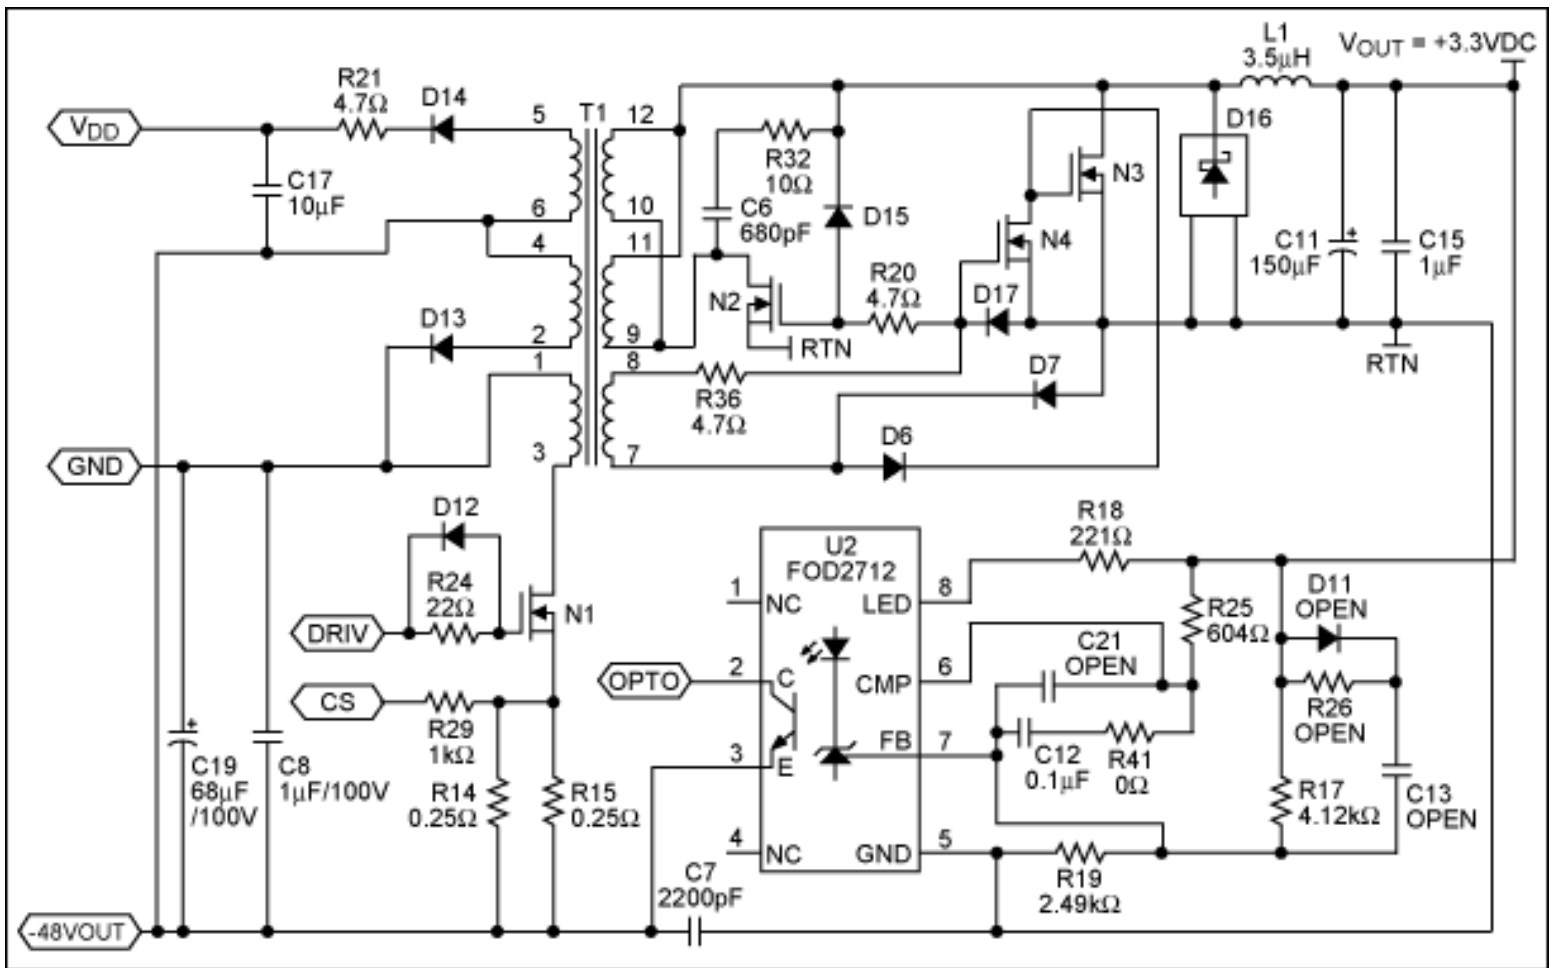 L1
3.5µH
VOUT = +3.3VDC
R21
4.7Ω
D14
VDD
5
T1
12
R32
10Ω
D16
N3
C17
10µF
6
10
C6
680pF
D15
4
11
N4
C11
150µF
+
C15
1µF
R20
4.7Ω
N2
D17
D13
2
9
RTN
RTN
1
8
D7
R36
4.7Ω
D6
GND
3
7
D12
R24
22Ω
DRIV
N1
U2
FOD2712
R18
221Ω
1
NC
LED
8
D11
OPEN
R25
604Ω
C21
OPEN
OPTO
2
C
CMP
6
CS
R29
1kΩ
R26
OPEN
FB
7
3
E
C12
0.1µF
R41
0Ω
+
C19
68µF
/100V
C8
1µF/100V
R14
0.25Ω
R15
0.25Ω
R17
4.12kΩ
C13
OPEN
4
NC
GND
5
C7
2200pF
R19
2.49kΩ
-48VOUT